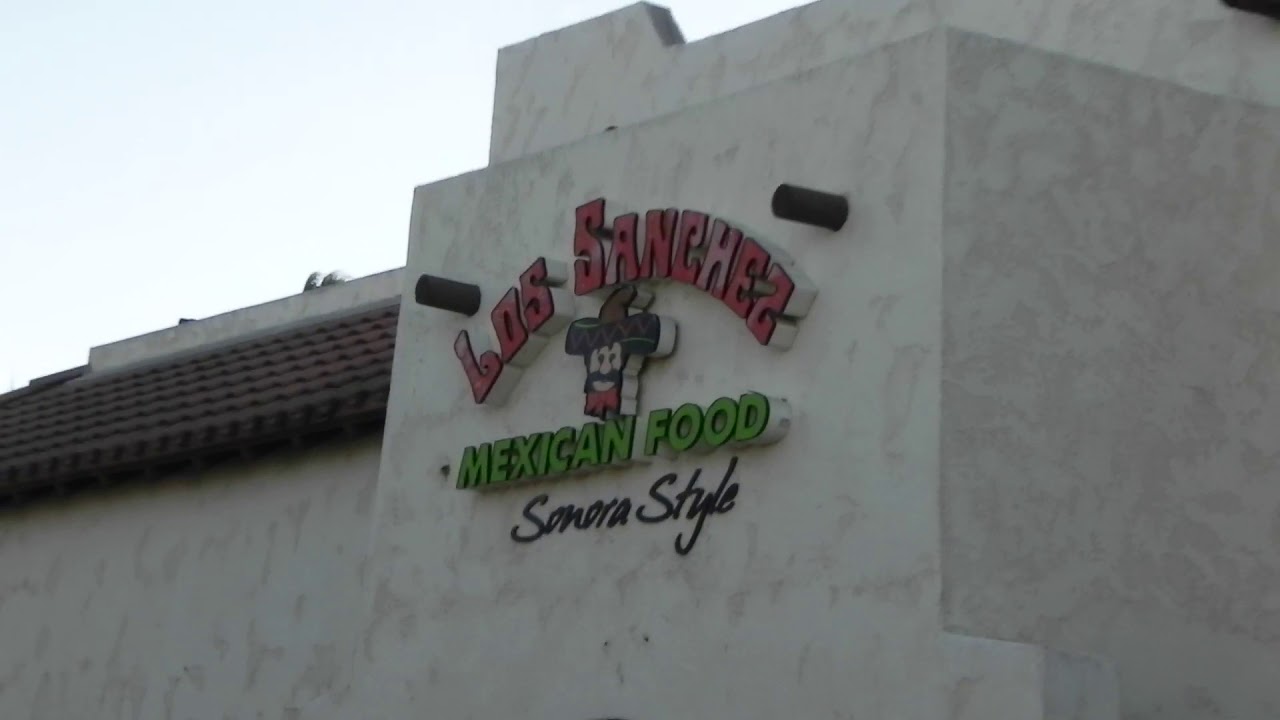 LOS SANCHEZ
MEXICAN FOOD
Sonora Style